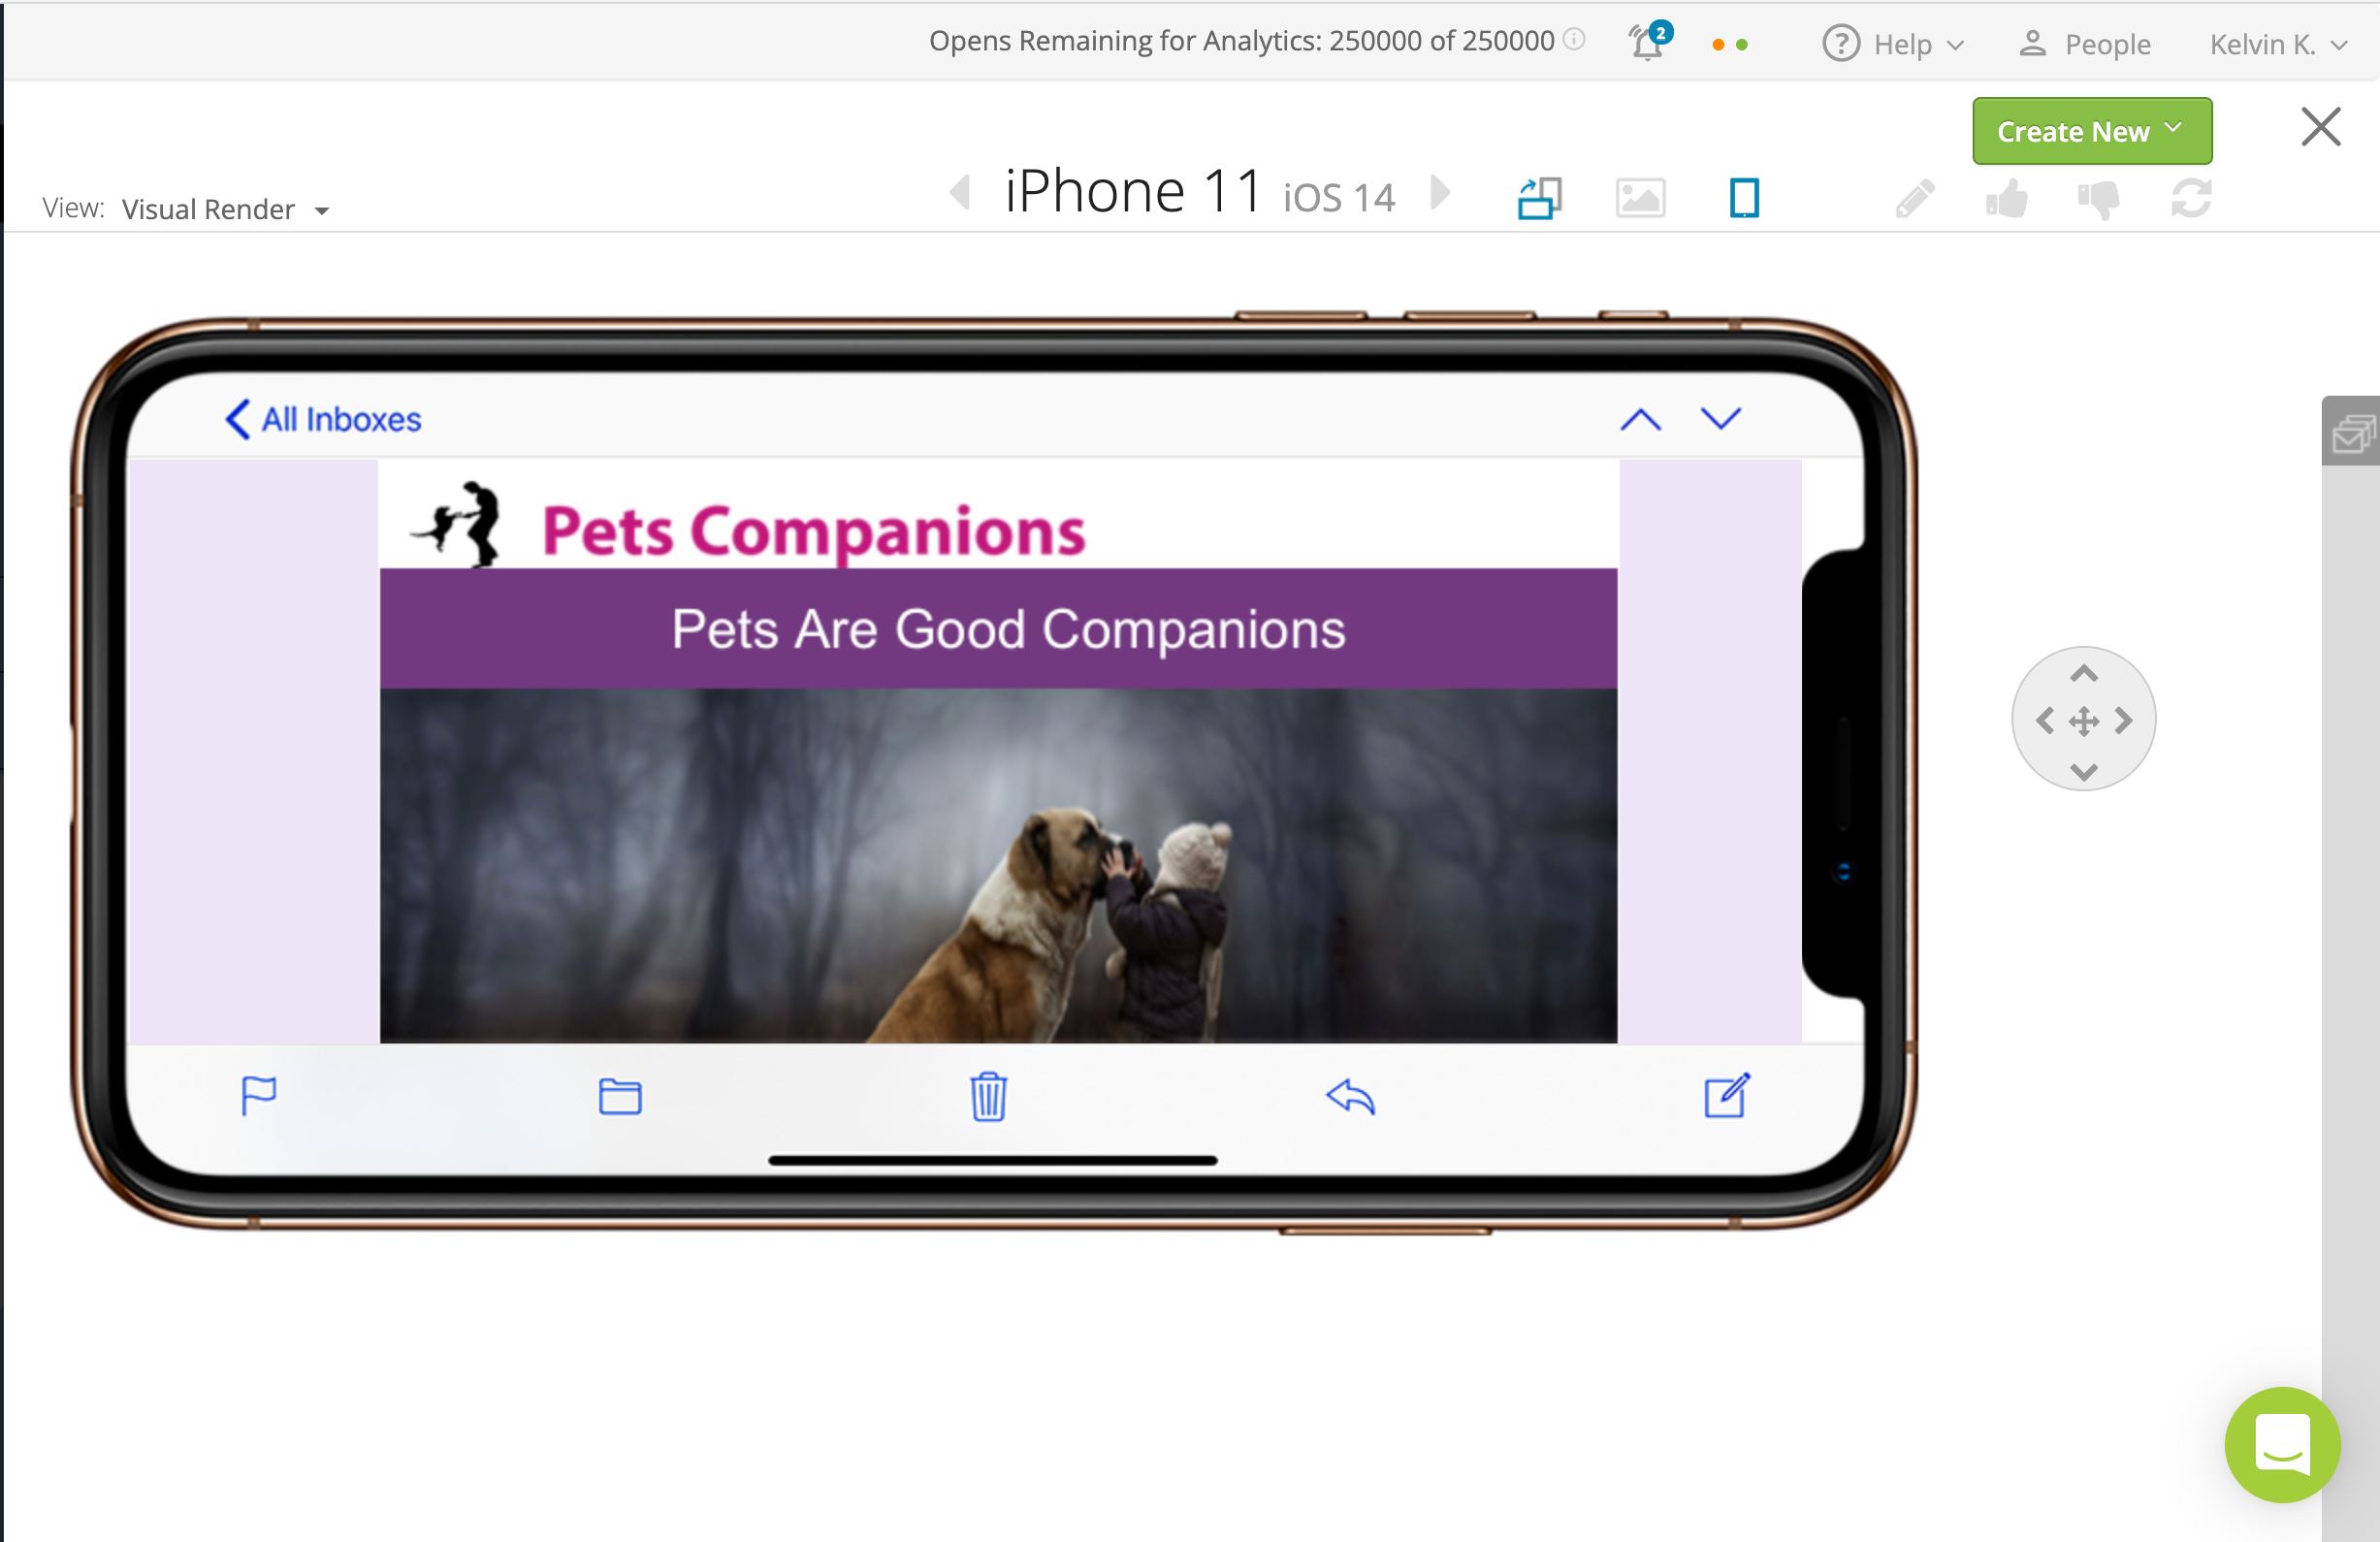 Opens Remaining for Analytics: 250000 of 250000
2
Help
People
Kelvin K.
Create New
View: Visual Render
iPhone 11 iOS 14
All Inboxes
Pets Companions
Pets Are Good Companions